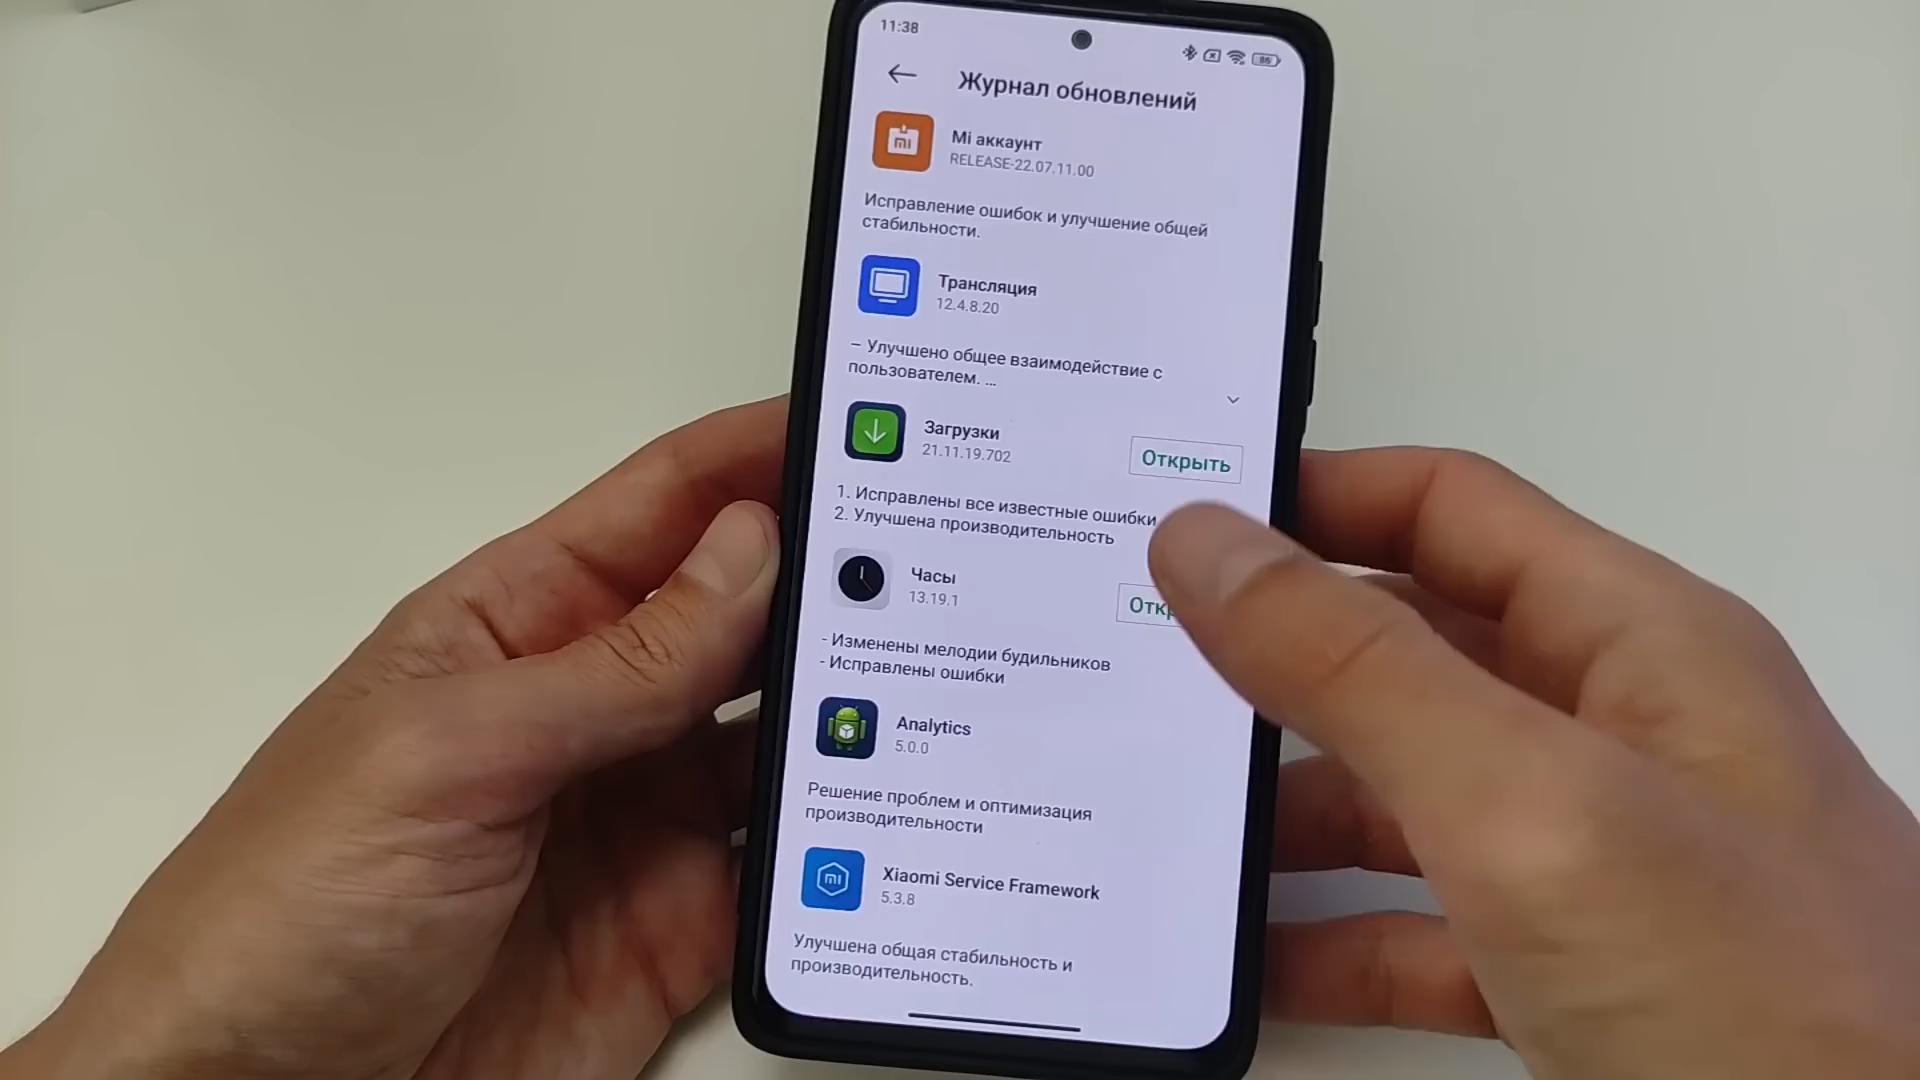 11:38
86
Журнал обновлений
Mi аккаунт
RELEASE-22.07.11.00
Исправление ошибок и улучшение общей
стабильности.
Трансляция
12.4.8.20
– Улучшено общее взаимодействие с
пользователем. ...
Загрузки
21.11.19.702
Открыть
1. Исправлены все известные ошибки
2. Улучшена производительность
Часы
13.19.1
- Изменены мелодии будильников
- Исправлены ошибки
Analytics
5.0.0
Решение проблем и оптимизация
производительности
Xiaomi Service Framework
5.3.8
Улучшена общая стабильность и
производительность.